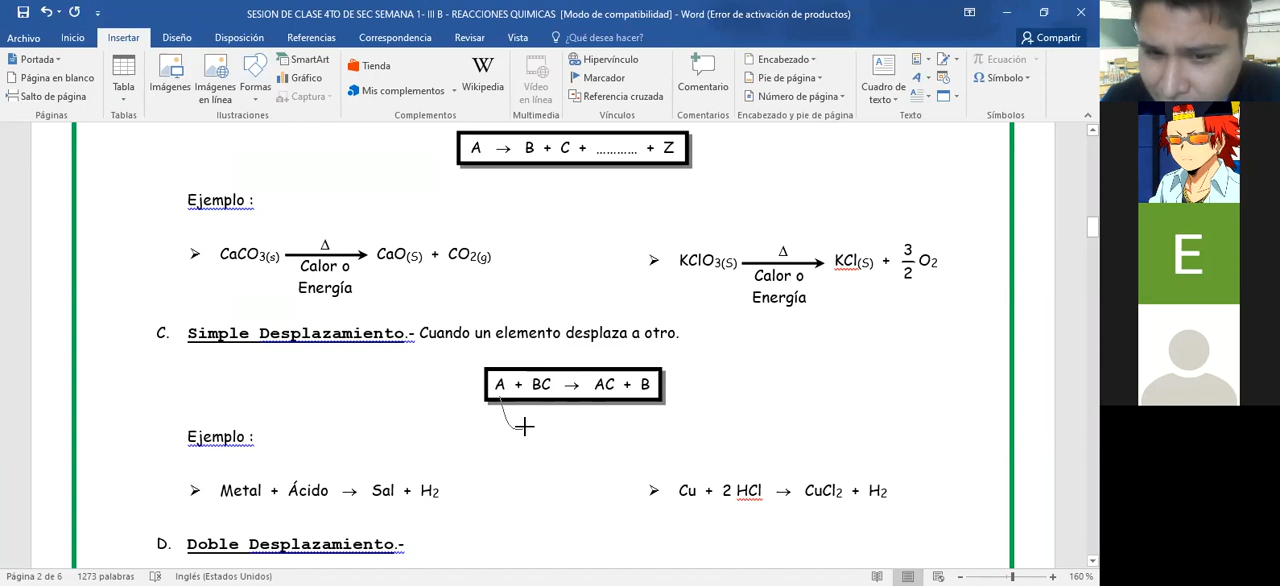 SESION DE CLASE 4TO DE SEC SEMANA 1- III B - REACCIONES QUIMICAS [Modo de compatibilidad] - Word (Error de activación de productos)
Archivo Inicio Insertar Diseño Disposición Referencias Correspondencia Revisar Vista ¿Qué desea hacer? Compartir
Portada
Página en blanco
Salto de página
Páginas
Tabla
Tablas
Imágenes
Imágenes en línea
Formas
SmartArt
Gráfico
Captura
Ilustraciones
Tienda
Mis complementos
Wikipedia
Complementos
Vídeo en línea
Multimedia
Hipervínculo
Marcador
Referencia cruzada
Vínculos
Comentario
Comentarios
Encabezado
Pie de página
Número de página
Encabezado y pie de página
Cuadro de texto
Texto
Ecuación
Símbolo
Símbolos
A → B + C + ………… + Z
Ejemplo :
➢ CaCO3(s) Δ Calor o Energía → CaO(S) + CO2(g)
➢ KClO3(S) Δ Calor o Energía → KCl(S) + 3/2 O2
C. Simple Desplazamiento.- Cuando un elemento desplaza a otro.
A + BC → AC + B
Ejemplo :
➢ Metal + Ácido → Sal + H2
➢ Cu + 2 HCl → CuCl2 + H2
D. Doble Desplazamiento.-
E
Página 2 de 6 1273 palabras Inglés (Estados Unidos) 160 %